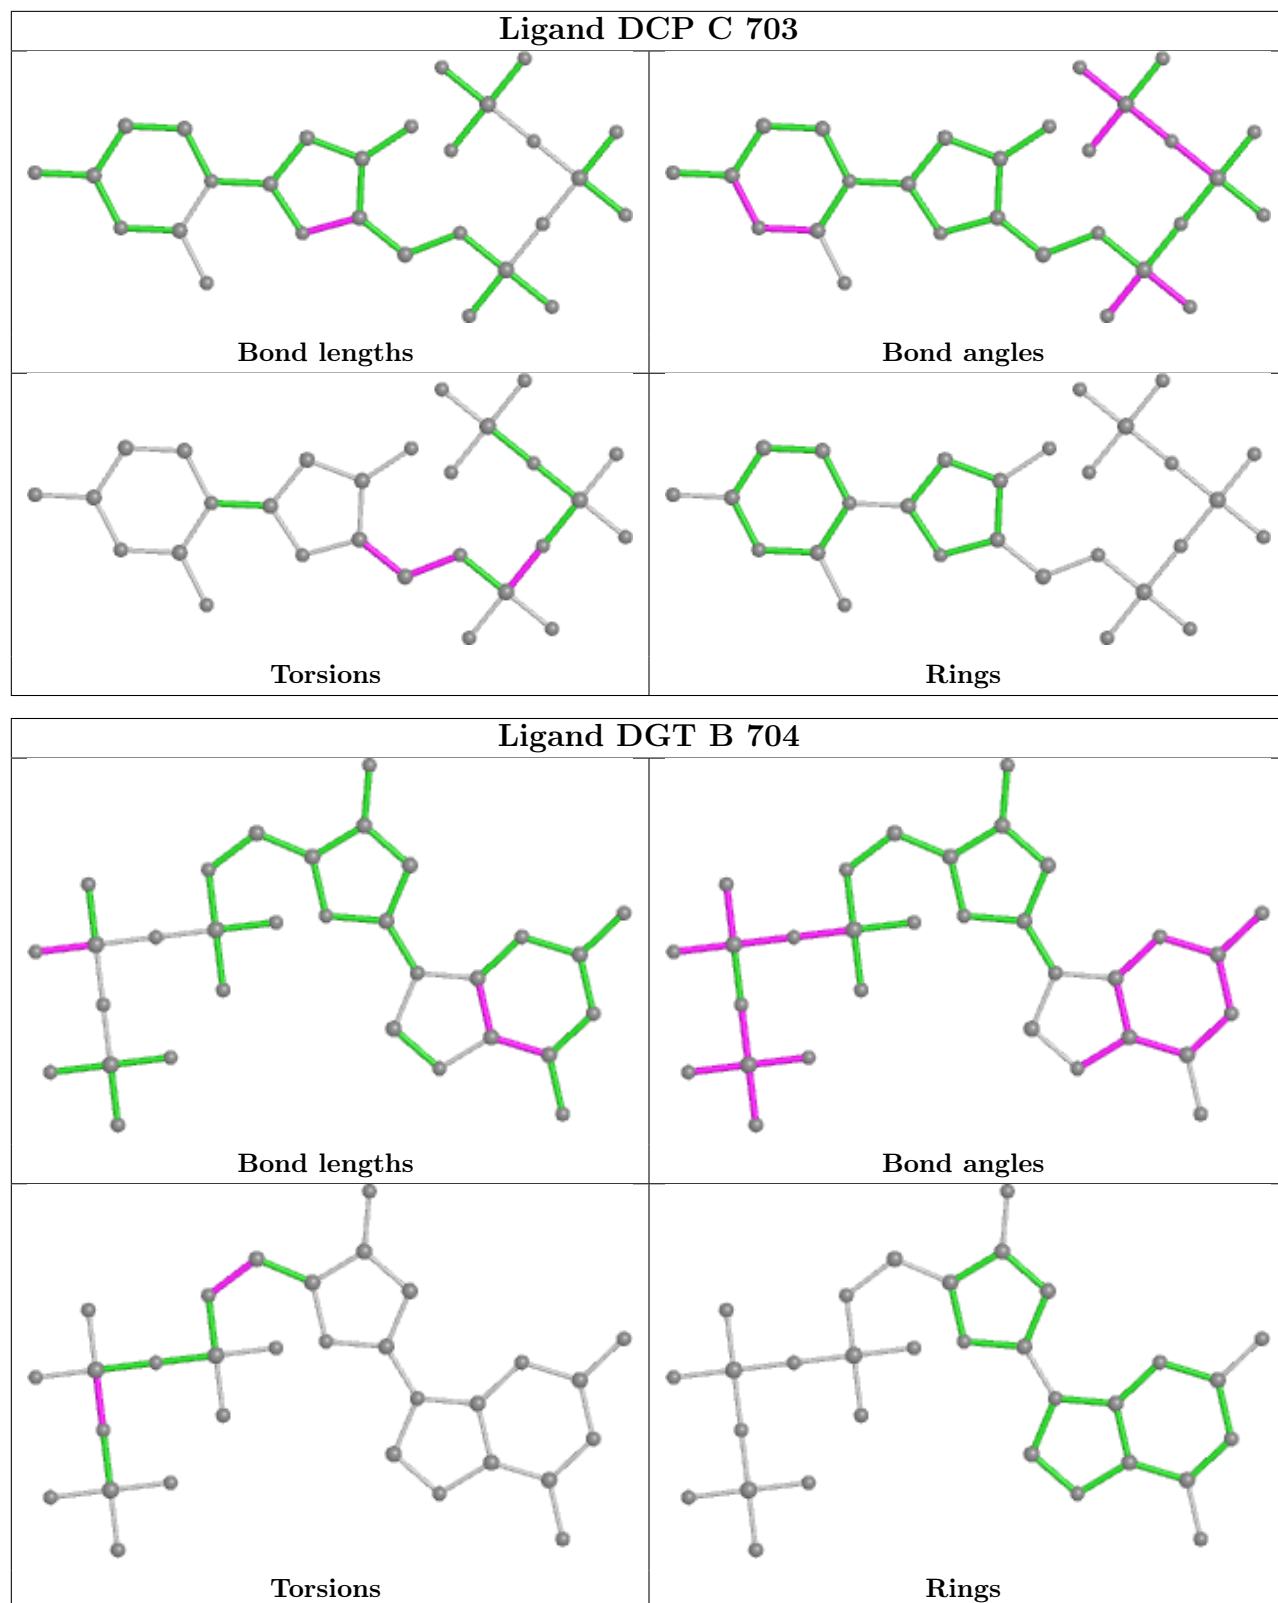 Ligand DCP C 703
Bond lengths
Bond angles
Torsions
Rings
Ligand DGT B 704
Bond lengths
Bond angles
Torsions
Rings